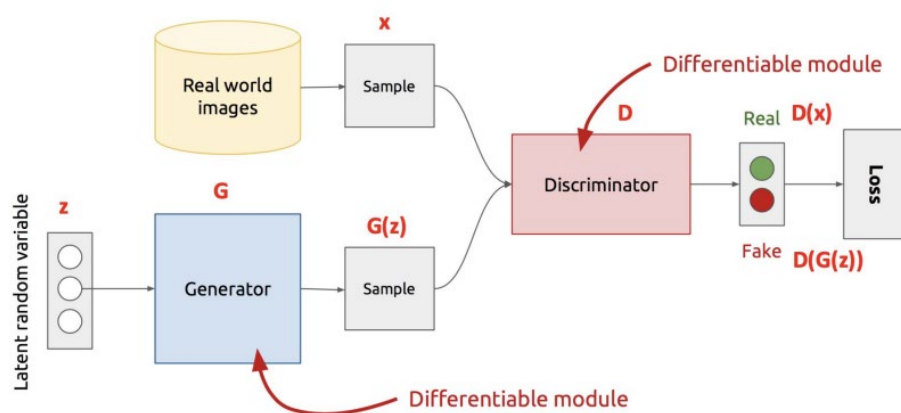 x
Real world
images
Sample
Differentiable module
D
Real
D(x)
Discriminator
Loss
Fake
D(G(z))
z
Latent random variable
G
Generator
G(z)
Sample
Differentiable module